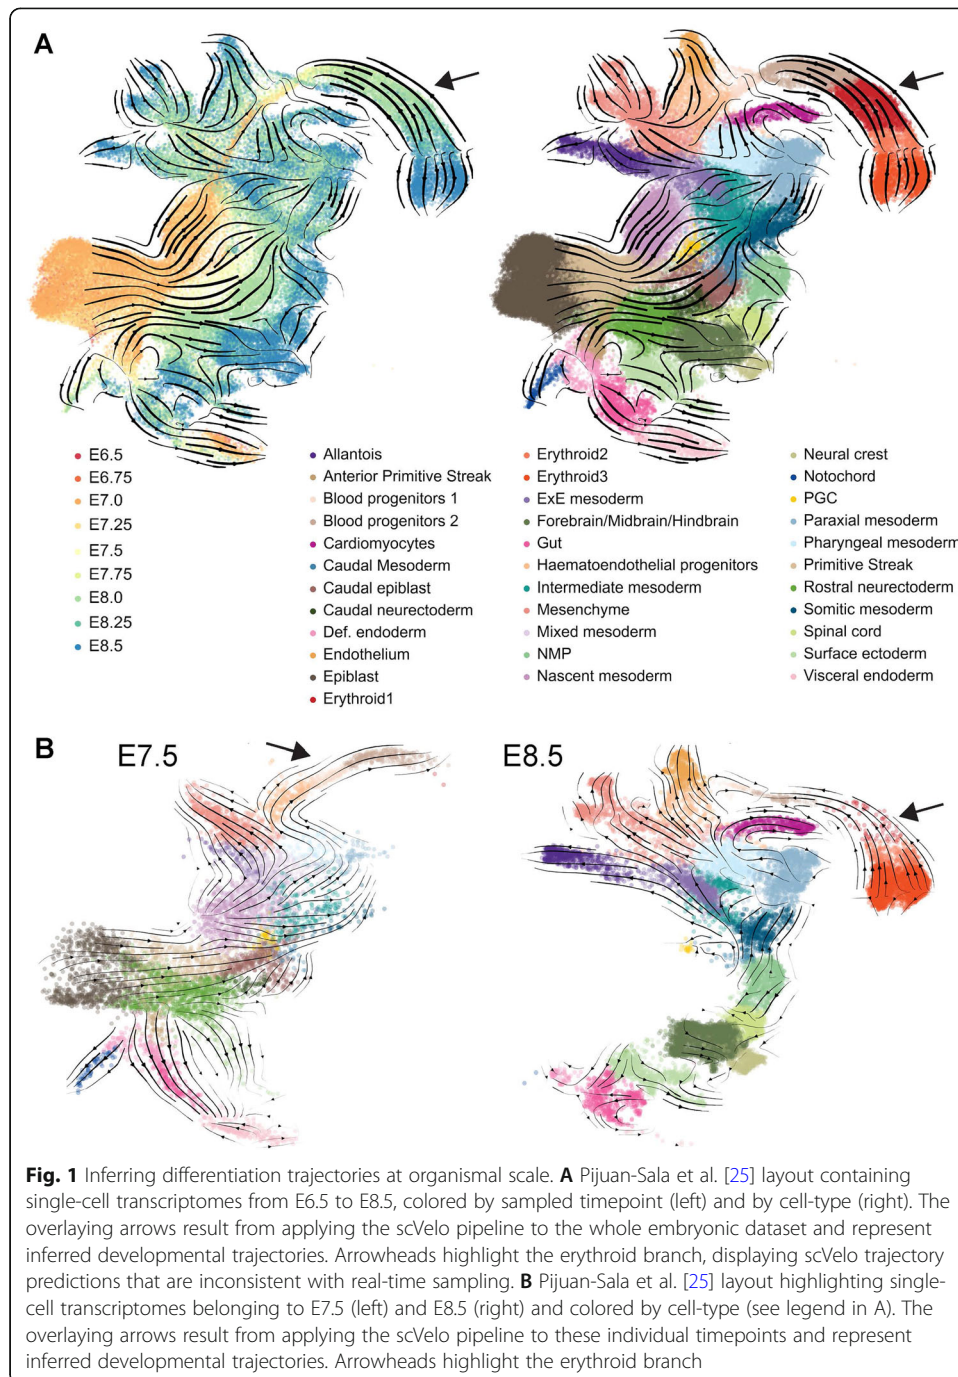 A
E6.5
E6.75
E7.0
E7.25
E7.5
E7.75
E8.0
E8.25
E8.5
Allantois
Anterior Primitive Streak
Blood progenitors 1
Blood progenitors 2
Cardiomyocytes
Caudal Mesoderm
Caudal epiblast
Caudal neurectoderm
Def. endoderm
Endothelium
Epiblast
Erythroid1
Erythroid2
Erythroid3
ExE mesoderm
Forebrain/Midbrain/Hindbrain
Gut
Haematoendothelial progenitors
Intermediate mesoderm
Mesenchyme
Mixed mesoderm
NMP
Nascent mesoderm
Neural crest
Notochord
PGC
Paraxial mesoderm
Pharyngeal mesoderm
Primitive Streak
Rostral neurectoderm
Somitic mesoderm
Spinal cord
Surface ectoderm
Visceral endoderm
B
E7.5
E8.5
Fig. 1 Inferring differentiation trajectories at organismal scale. A Pijuan-Sala et al. [25] layout containing
single-cell transcriptomes from E6.5 to E8.5, colored by sampled timepoint (left) and by cell-type (right). The
overlaying arrows result from applying the scVelo pipeline to the whole embryonic dataset and represent
inferred developmental trajectories. Arrowheads highlight the erythroid branch, displaying scVelo trajectory
predictions that are inconsistent with real-time sampling. B Pijuan-Sala et al. [25] layout highlighting single-
cell transcriptomes belonging to E7.5 (left) and E8.5 (right) and colored by cell-type (see legend in A). The
overlaying arrows result from applying the scVelo pipeline to these individual timepoints and represent
inferred developmental trajectories. Arrowheads highlight the erythroid branch